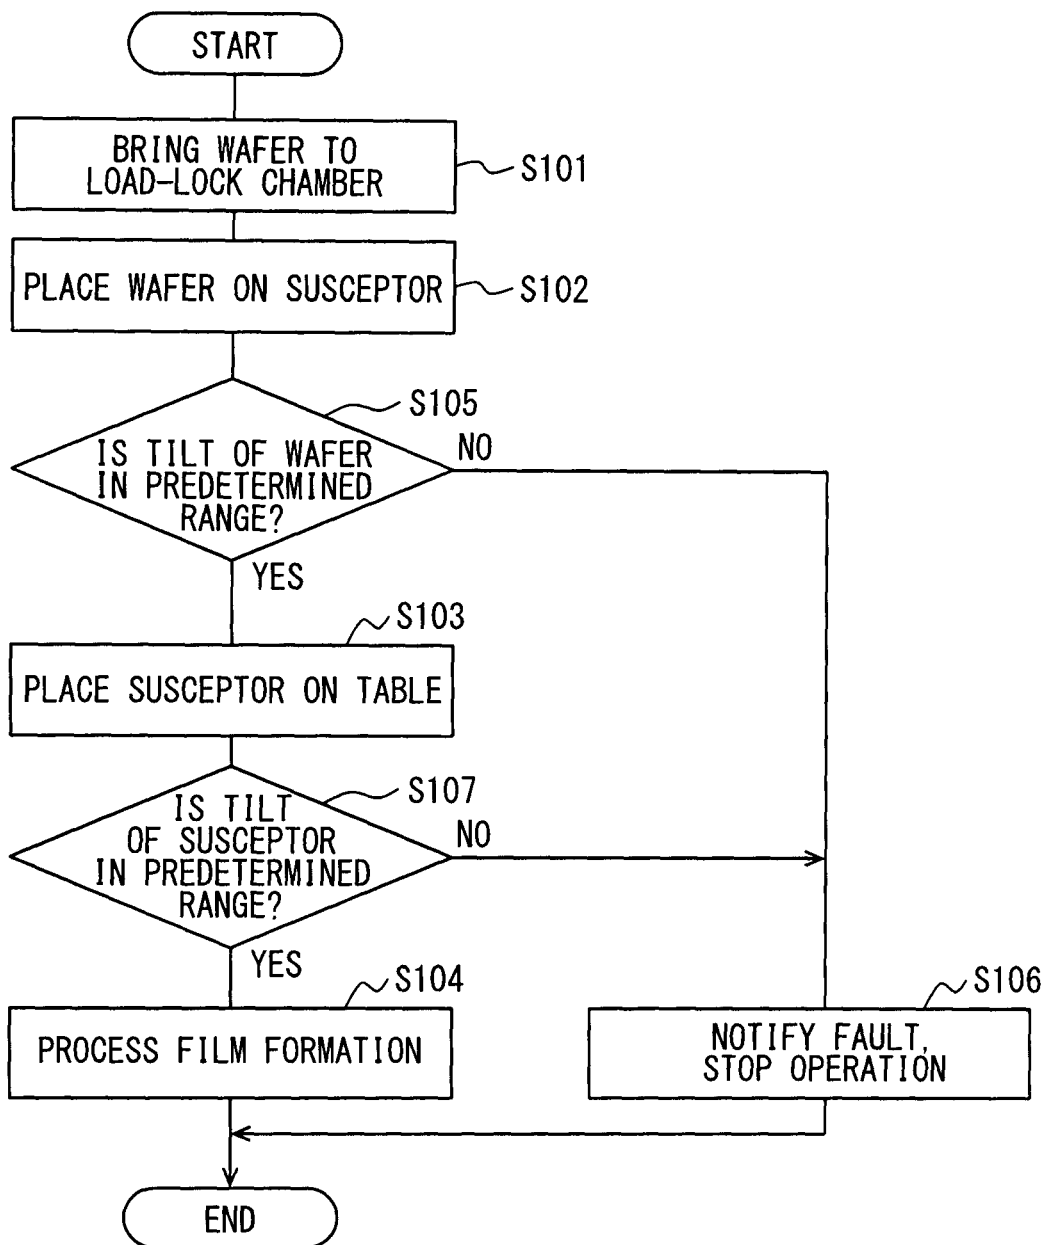 START
BRING WAFER TO
LOAD-LOCK CHAMBER
S101
PLACE WAFER ON SUSCEPTOR
S102
S105
IS TILT OF WAFER
IN PREDETERMINED
RANGE?
NO
YES
S103
PLACE SUSCEPTOR ON TABLE
S107
IS TILT
OF SUSCEPTOR
IN PREDETERMINED
RANGE?
NO
YES
S104
PROCESS FILM FORMATION
S106
NOTIFY FAULT,
STOP OPERATION
END